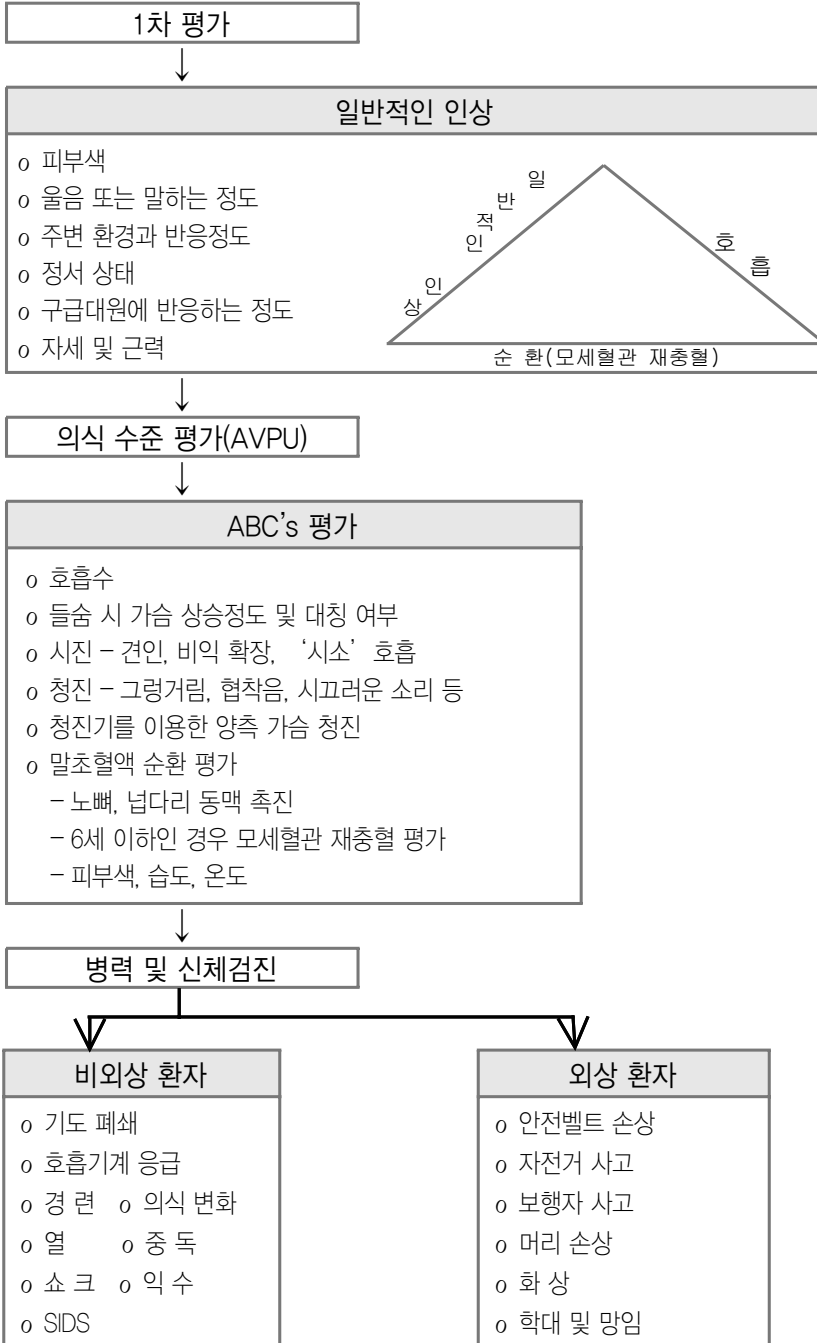 1차 평가
일반적인 인상
o 피부색
o 울음 또는 말하는 정도
o 주변 환경과 반응정도
o 정서 상태
o 구급대원에 반응하는 정도
o 자세 및 근력
일반적인 인상
호흡
순 환(모세혈관 재충혈)
의식 수준 평가(AVPU)
ABC’s 평가
o 호흡수
o 들숨 시 가슴 상승정도 및 대칭 여부
o 시진 – 견인, 비익 확장, ‘시소’ 호흡
o 청진 – 그렁거림, 협착음, 시끄러운 소리 등
o 청진기를 이용한 양측 가슴 청진
o 말초혈액 순환 평가
– 노뼈, 넙다리 동맥 촉진
– 6세 이하인 경우 모세혈관 재충혈 평가
– 피부색, 습도, 온도
병력 및 신체검진
비외상 환자
o 기도 폐쇄
o 호흡기계 응급
o 경 련 o 의식 변화
o 열 o 중 독
o 쇼 크 o 익 수
o SIDS
외상 환자
o 안전벨트 손상
o 자전거 사고
o 보행자 사고
o 머리 손상
o 화 상
o 학대 및 망임